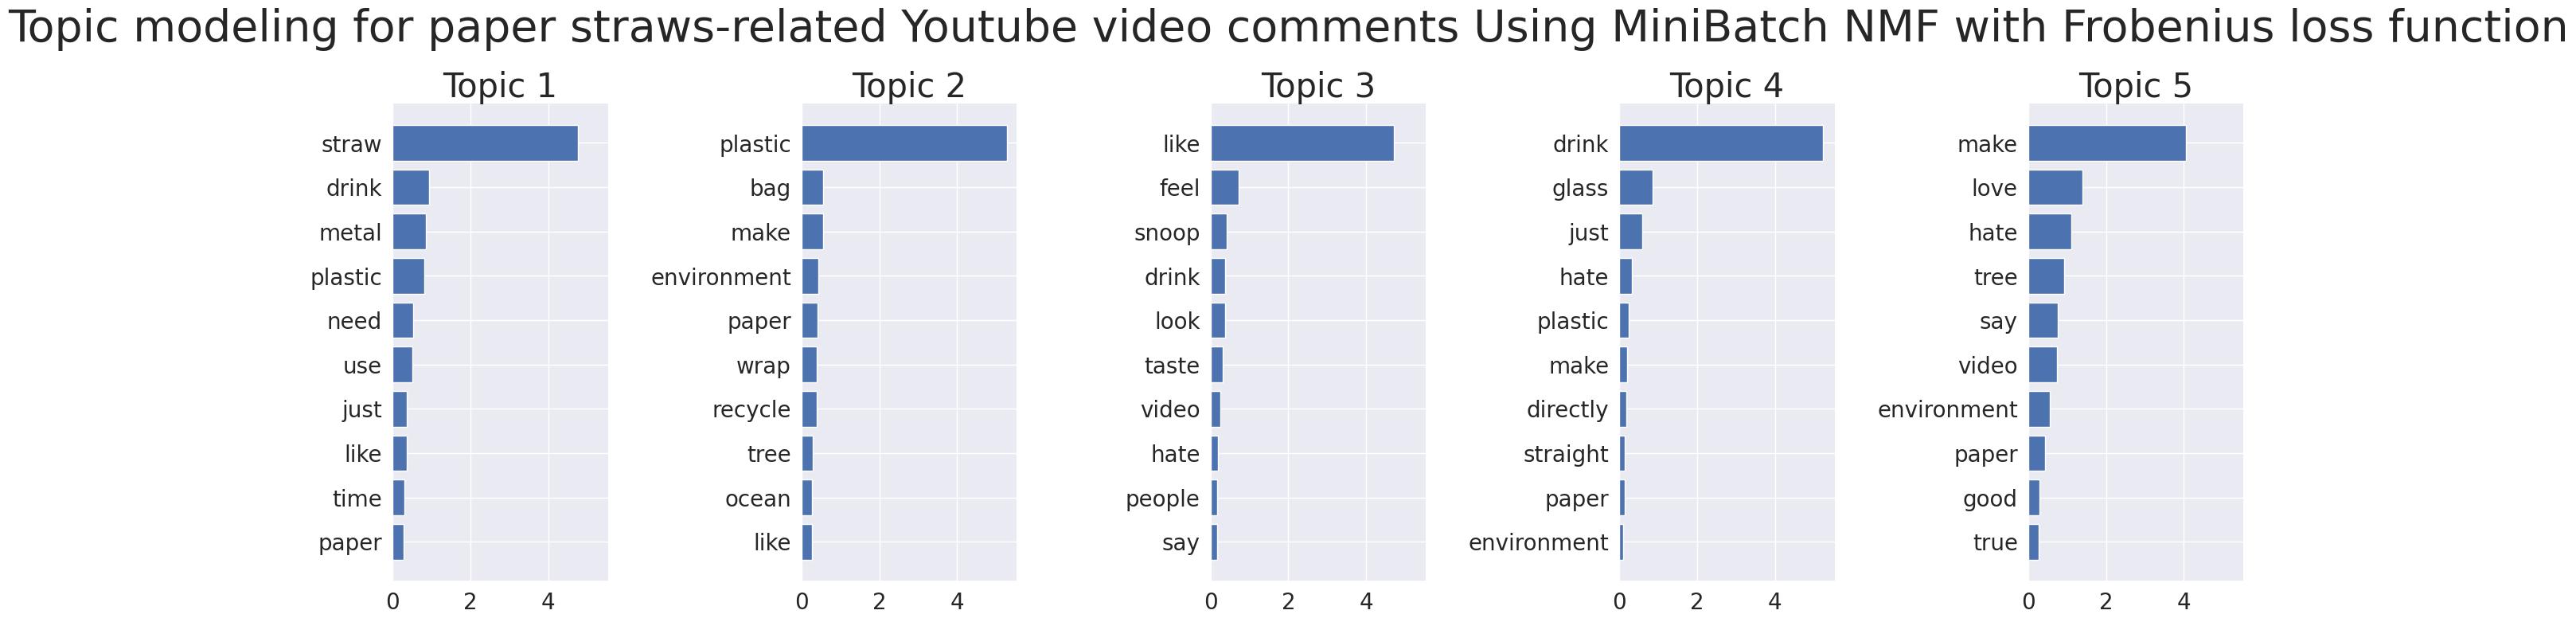 Topic modeling for paper straws-related Youtube video comments Using MiniBatch NMF with Frobenius loss function
Topic 1
straw
drink
metal
plastic
need
use
just
like
time
paper
0 2 4
Topic 2
plastic
bag
make
environment
paper
wrap
recycle
tree
ocean
like
0 2 4
Topic 3
like
feel
snoop
drink
look
taste
video
hate
people
say
0 2 4
Topic 4
drink
glass
just
hate
plastic
make
directly
straight
paper
environment
0 2 4
Topic 5
make
love
hate
tree
say
video
environment
paper
good
true
0 2 4